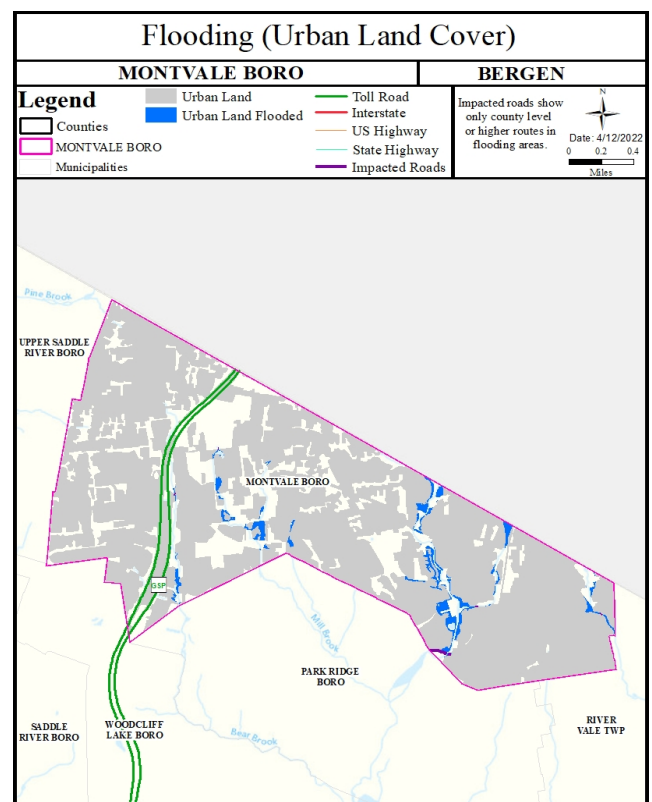 Flooding (Urban Land Cover)
MONTVALE BORO
BERGEN
Legend
Counties
MONTVALE BORO
Municipalities
Urban Land
Urban Land Flooded
Toll Road
Interstate
US Highway
State Highway
Impacted Roads
Impacted roads show
only county level
or higher routes in
flooding areas.
N
Date: 4/12/2022
0 0.2 0.4
Miles
Pine Brook
UPPER SADDLE
RIVER BORO
MONTVALE BORO
GSP
Mill Brook
PARK RIDGE
BORO
SADDLE
RIVER BORO
WOODCLIFF
LAKE BORO
Bear Brook
RIVER
VALE TWP